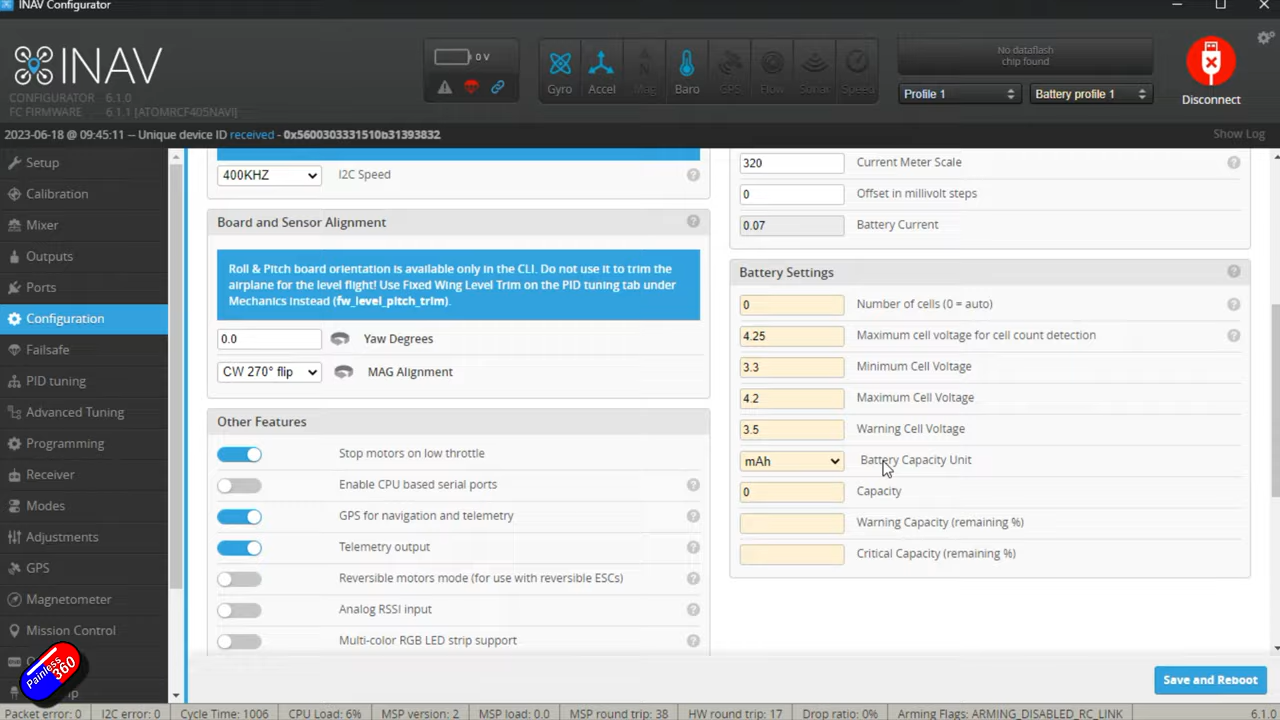 INAV Configurator
INAV
CONFIGURATOR 6.1.0
FC FIRMWARE 6.1.1 [ATOMRCF405NAVI]
0 V
Gyro
Accel
Mag
Baro
GPS
Flow
Sonar
Speed
No dataflash
chip found
Profile 1
Battery profile 1
Disconnect
2023-06-18 @ 09:45:11 -- Unique device ID received - 0x5600303331510b31393832
Show Log
Setup
Calibration
Mixer
Outputs
Ports
Configuration
Failsafe
PID tuning
Advanced Tuning
Programming
Receiver
Modes
Adjustments
GPS
Magnetometer
Mission Control
Painless360
400KHZ I2C Speed
Board and Sensor Alignment
Roll & Pitch board orientation is available only in the CLI. Do not use it to trim the
airplane for the level flight! Use Fixed Wing Level Trim on the PID tuning tab under
Mechanics instead (fw_level_pitch_trim).
0.0 Yaw Degrees
CW 270° flip MAG Alignment
Other Features
Stop motors on low throttle
Enable CPU based serial ports
GPS for navigation and telemetry
Telemetry output
Reversible motors mode (for use with reversible ESCs)
Analog RSSI input
Multi-color RGB LED strip support
320 Current Meter Scale
0 Offset in millivolt steps
0.07 Battery Current
Battery Settings
0 Number of cells (0 = auto)
4.25 Maximum cell voltage for cell count detection
3.3 Minimum Cell Voltage
4.2 Maximum Cell Voltage
3.5 Warning Cell Voltage
mAh Battery Capacity Unit
0 Capacity
Warning Capacity (remaining %)
Critical Capacity (remaining %)
Save and Reboot
Packet error: 0 I2C error: 0 Cycle Time: 1006 CPU Load: 6% MSP version: 2 MSP load: 0.0 MSP round trip: 38 HW round trip: 17 Drop ratio: 0% Arming Flags: ARMING_DISABLED_RC_LINK 6.1.0